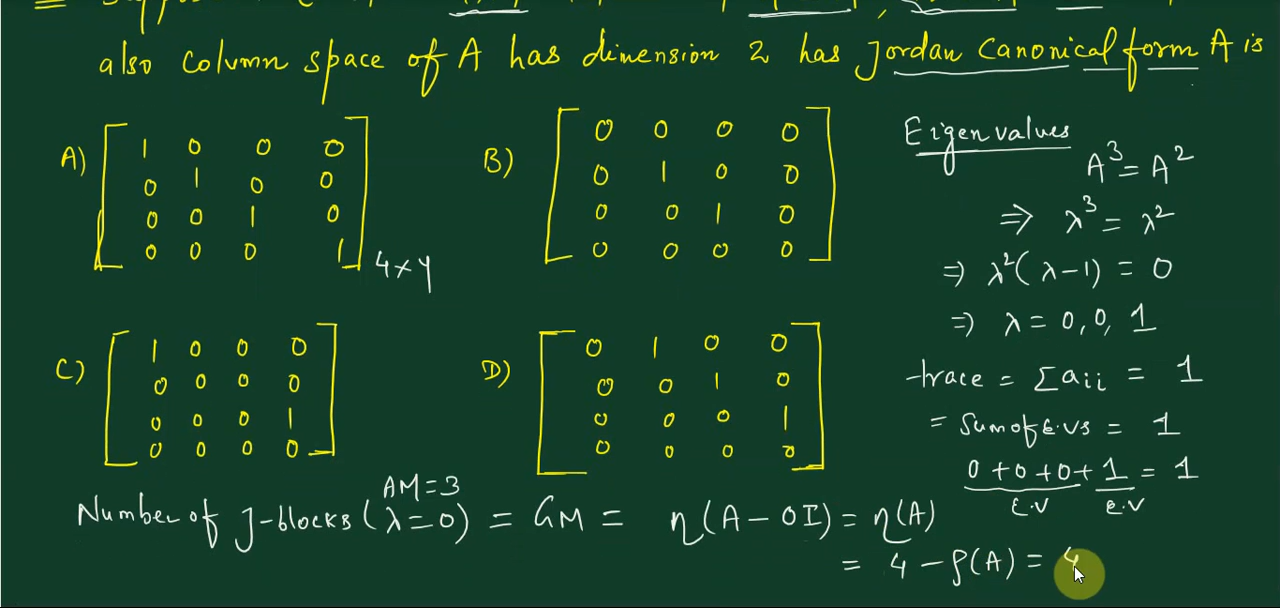 also column space of A has dimension 2 has Jordan Canonical form A is
A) [ 1 0 0 0
0 1 0 0
0 0 1 0
0 0 0 1 ] 4×4
B) [ 0 0 0 0
0 1 0 0
0 0 1 0
0 0 0 0 ]
C) [ 1 0 0 0
0 0 0 0
0 0 0 1
0 0 0 0 ]
D) [ 0 1 0 0
0 0 1 0
0 0 0 1
0 0 0 0 ]
Eigen values
A³ = A²
⇒ λ³ = λ²
⇒ λ²(λ-1) = 0
⇒ λ = 0, 0, 1
trace = Σaii = 1
= Sum of E.vs = 1
0 + 0 + 0 + 1 = 1
E.V e.v
AM = 3
Number of J-blocks (λ = 0) = GM = η(A - 0I) = η(A)
= 4 - ρ(A) = 4